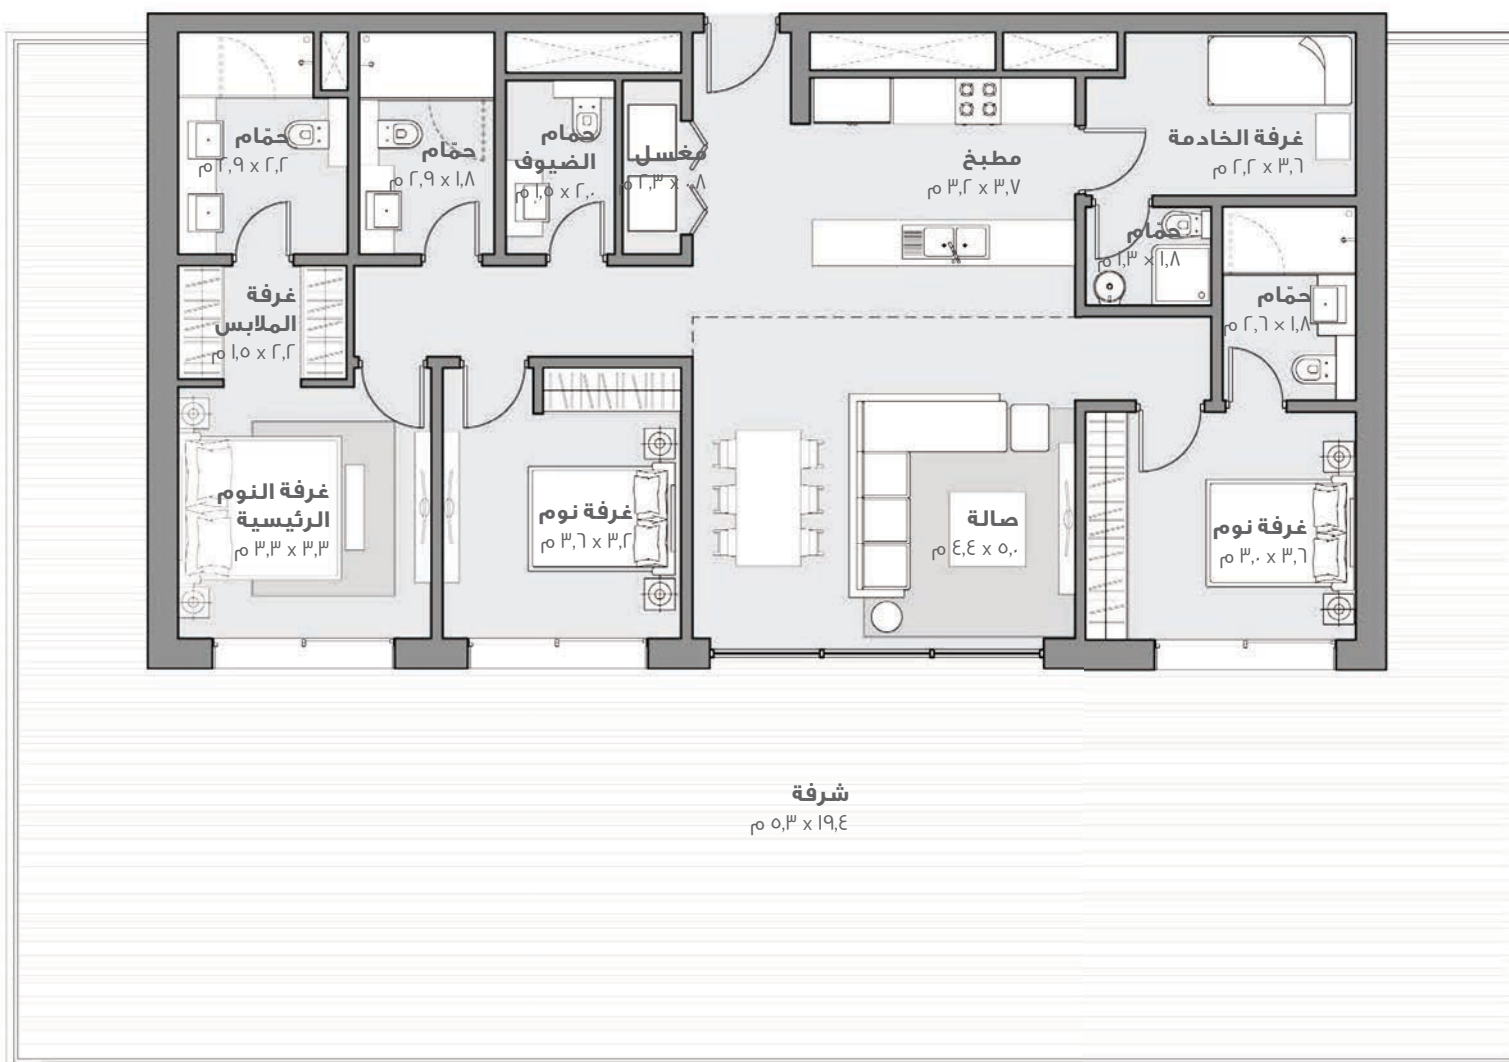 حمّام
٢,٩ x ٢,٢ م
حمّام
٢,٩ x ١,٨ م
حمّام
الضيوف
١,٥ x ٢,٠ م
مغسل
٢,٣ x ٠,٨ م
مطبخ
٣,٢ x ٣,٧ م
غرفة الخادمة
٢,٢ x ٣,٦ م
حمّام
١,٣ x ١,٨ م
حمّام
٢,٦ x ١,٨ م
غرفة
الملابس
١,٥ x ٢,٢ م
غرفة النوم
الرئيسية
٣,٣ x ٣,٣ م
غرفة نوم
٣,٦ x ٣,٢ م
صالة
٤,٤ x ٥,٠ م
غرفة نوم
٣,٠ x ٣,٦ م
شرفة
٥,٣ x ١٩,٤ م